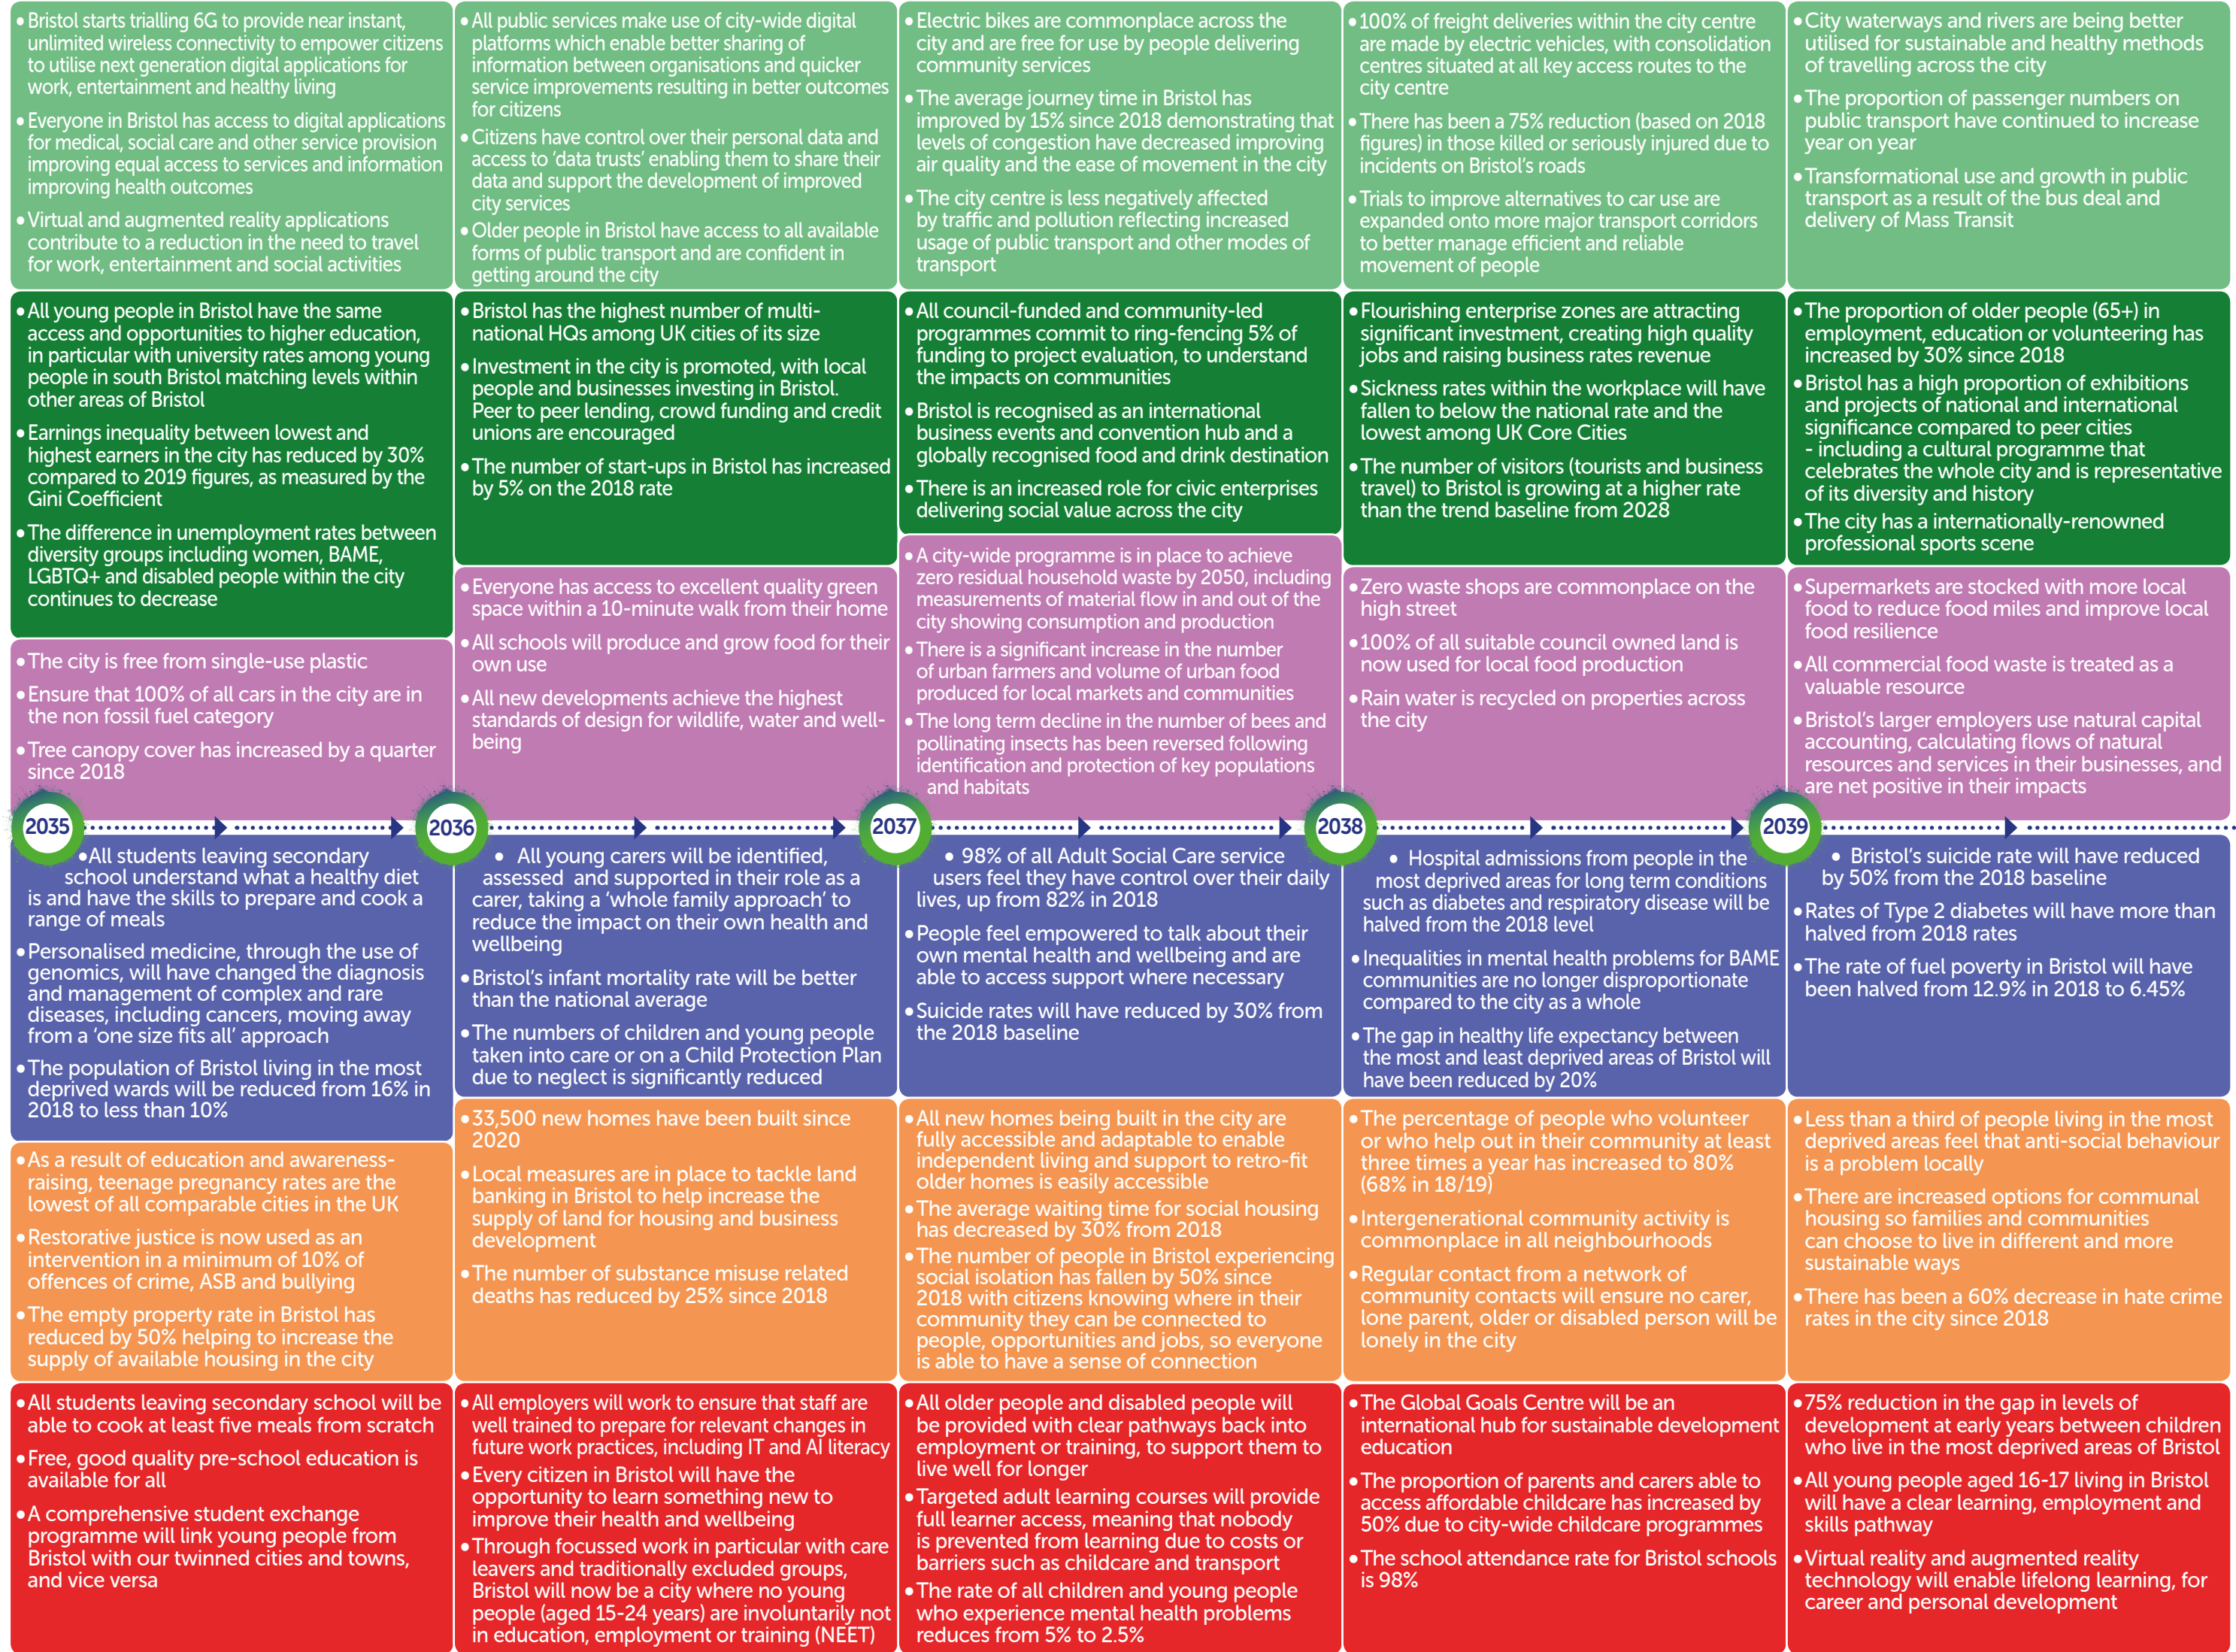 •Bristol starts trialling 6G to provide near instant,
unlimited wireless connectivity to empower citizens
to utilise next generation digital applications for
work, entertainment and healthy living
•Everyone in Bristol has access to digital applications
for medical, social care and other service provision
improving equal access to services and information
improving health outcomes
•Virtual and augmented reality applications
contribute to a reduction in the need to travel
for work, entertainment and social activities
•All public services make use of city-wide digital
platforms which enable better sharing of
information between organisations and quicker
service improvements resulting in better outcomes
for citizens
•Citizens have control over their personal data and
access to ‘data trusts’ enabling them to share their
data and support the development of improved
city services
•Older people in Bristol have access to all available
forms of public transport and are confident in
getting around the city
•Electric bikes are commonplace across the
city and are free for use by people delivering
community services
•The average journey time in Bristol has
improved by 15% since 2018 demonstrating that
levels of congestion have decreased improving
air quality and the ease of movement in the city
•The city centre is less negatively affected
by traffic and pollution reflecting increased
usage of public transport and other modes of
transport
•100% of freight deliveries within the city centre
are made by electric vehicles, with consolidation
centres situated at all key access routes to the
city centre
•There has been a 75% reduction (based on 2018
figures) in those killed or seriously injured due to
incidents on Bristol’s roads
•Trials to improve alternatives to car use are
expanded onto more major transport corridors
to better manage efficient and reliable
movement of people
•City waterways and rivers are being better
utilised for sustainable and healthy methods
of travelling across the city
•The proportion of passenger numbers on
public transport have continued to increase
year on year
•Transformational use and growth in public
transport as a result of the bus deal and
delivery of Mass Transit
•All young people in Bristol have the same
access and opportunities to higher education,
in particular with university rates among young
people in south Bristol matching levels within
other areas of Bristol
•Earnings inequality between lowest and
highest earners in the city has reduced by 30%
compared to 2019 figures, as measured by the
Gini Coefficient
•The difference in unemployment rates between
diversity groups including women, BAME,
LGBTQ+ and disabled people within the city
continues to decrease
•Bristol has the highest number of multi-
national HQs among UK cities of its size
•Investment in the city is promoted, with local
people and businesses investing in Bristol.
Peer to peer lending, crowd funding and credit
unions are encouraged
•The number of start-ups in Bristol has increased
by 5% on the 2018 rate
•All council-funded and community-led
programmes commit to ring-fencing 5% of
funding to project evaluation, to understand
the impacts on communities
•Bristol is recognised as an international
business events and convention hub and a
globally recognised food and drink destination
•There is an increased role for civic enterprises
delivering social value across the city
•Flourishing enterprise zones are attracting
significant investment, creating high quality
jobs and raising business rates revenue
•Sickness rates within the workplace will have
fallen to below the national rate and the
lowest among UK Core Cities
•The number of visitors (tourists and business
travel) to Bristol is growing at a higher rate
than the trend baseline from 2028
•The proportion of older people (65+) in
employment, education or volunteering has
increased by 30% since 2018
•Bristol has a high proportion of exhibitions
and projects of national and international
significance compared to peer cities
- including a cultural programme that
celebrates the whole city and is representative
of its diversity and history
•The city has a internationally-renowned
professional sports scene
•The city is free from single-use plastic
•Ensure that 100% of all cars in the city are in
the non fossil fuel category
•Tree canopy cover has increased by a quarter
since 2018
•Everyone has access to excellent quality green
space within a 10-minute walk from their home
•All schools will produce and grow food for their
own use
•All new developments achieve the highest
standards of design for wildlife, water and well-
being
•A city-wide programme is in place to achieve
zero residual household waste by 2050, including
measurements of material flow in and out of the
city showing consumption and production
•There is a significant increase in the number
of urban farmers and volume of urban food
produced for local markets and communities
•The long term decline in the number of bees and
pollinating insects has been reversed following
identification and protection of key populations
and habitats
•Zero waste shops are commonplace on the
high street
•100% of all suitable council owned land is
now used for local food production
•Rain water is recycled on properties across
the city
•Supermarkets are stocked with more local
food to reduce food miles and improve local
food resilience
•All commercial food waste is treated as a
valuable resource
•Bristol’s larger employers use natural capital
accounting, calculating flows of natural
resources and services in their businesses, and
are net positive in their impacts
2035
2036
2037
2038
2039
•All students leaving secondary
school understand what a healthy diet
is and have the skills to prepare and cook a
range of meals
•Personalised medicine, through the use of
genomics, will have changed the diagnosis
and management of complex and rare
diseases, including cancers, moving away
from a ‘one size fits all’ approach
•The population of Bristol living in the most
deprived wards will be reduced from 16% in
2018 to less than 10%
• All young carers will be identified,
assessed and supported in their role as a
carer, taking a ‘whole family approach’ to
reduce the impact on their own health and
wellbeing
•Bristol’s infant mortality rate will be better
than the national average
•The numbers of children and young people
taken into care or on a Child Protection Plan
due to neglect is significantly reduced
• 98% of all Adult Social Care service
users feel they have control over their daily
lives, up from 82% in 2018
•People feel empowered to talk about their
own mental health and wellbeing and are
able to access support where necessary
•Suicide rates will have reduced by 30% from
the 2018 baseline
• Hospital admissions from people in the
most deprived areas for long term conditions
such as diabetes and respiratory disease will be
halved from the 2018 level
•Inequalities in mental health problems for BAME
communities are no longer disproportionate
compared to the city as a whole
•The gap in healthy life expectancy between
the most and least deprived areas of Bristol will
have been reduced by 20%
• Bristol’s suicide rate will have reduced
by 50% from the 2018 baseline
•Rates of Type 2 diabetes will have more than
halved from 2018 rates
•The rate of fuel poverty in Bristol will have
been halved from 12.9% in 2018 to 6.45%
•As a result of education and awareness-
raising, teenage pregnancy rates are the
lowest of all comparable cities in the UK
•Restorative justice is now used as an
intervention in a minimum of 10% of
offences of crime, ASB and bullying
•The empty property rate in Bristol has
reduced by 50% helping to increase the
supply of available housing in the city
•33,500 new homes have been built since
2020
•Local measures are in place to tackle land
banking in Bristol to help increase the
supply of land for housing and business
development
•The number of substance misuse related
deaths has reduced by 25% since 2018
•All new homes being built in the city are
fully accessible and adaptable to enable
independent living and support to retro-fit
older homes is easily accessible
•The average waiting time for social housing
has decreased by 30% from 2018
•The number of people in Bristol experiencing
social isolation has fallen by 50% since
2018 with citizens knowing where in their
community they can be connected to
people, opportunities and jobs, so everyone
is able to have a sense of connection
•The percentage of people who volunteer
or who help out in their community at least
three times a year has increased to 80%
(68% in 18/19)
•Intergenerational community activity is
commonplace in all neighbourhoods
•Regular contact from a network of
community contacts will ensure no carer,
lone parent, older or disabled person will be
lonely in the city
•Less than a third of people living in the most
deprived areas feel that anti-social behaviour
is a problem locally
•There are increased options for communal
housing so families and communities
can choose to live in different and more
sustainable ways
•There has been a 60% decrease in hate crime
rates in the city since 2018
•All students leaving secondary school will be
able to cook at least five meals from scratch
•Free, good quality pre-school education is
available for all
•A comprehensive student exchange
programme will link young people from
Bristol with our twinned cities and towns,
and vice versa
•All employers will work to ensure that staff are
well trained to prepare for relevant changes in
future work practices, including IT and AI literacy
•Every citizen in Bristol will have the
opportunity to learn something new to
improve their health and wellbeing
•Through focussed work in particular with care
leavers and traditionally excluded groups,
Bristol will now be a city where no young
people (aged 15-24 years) are involuntarily not
in education, employment or training (NEET)
•All older people and disabled people will
be provided with clear pathways back into
employment or training, to support them to
live well for longer
•Targeted adult learning courses will provide
full learner access, meaning that nobody
is prevented from learning due to costs or
barriers such as childcare and transport
•The rate of all children and young people
who experience mental health problems
reduces from 5% to 2.5%
•The Global Goals Centre will be an
international hub for sustainable development
education
•The proportion of parents and carers able to
access affordable childcare has increased by
50% due to city-wide childcare programmes
•The school attendance rate for Bristol schools
is 98%
•75% reduction in the gap in levels of
development at early years between children
who live in the most deprived areas of Bristol
•All young people aged 16-17 living in Bristol
will have a clear learning, employment and
skills pathway
•Virtual reality and augmented reality
technology will enable lifelong learning, for
career and personal development